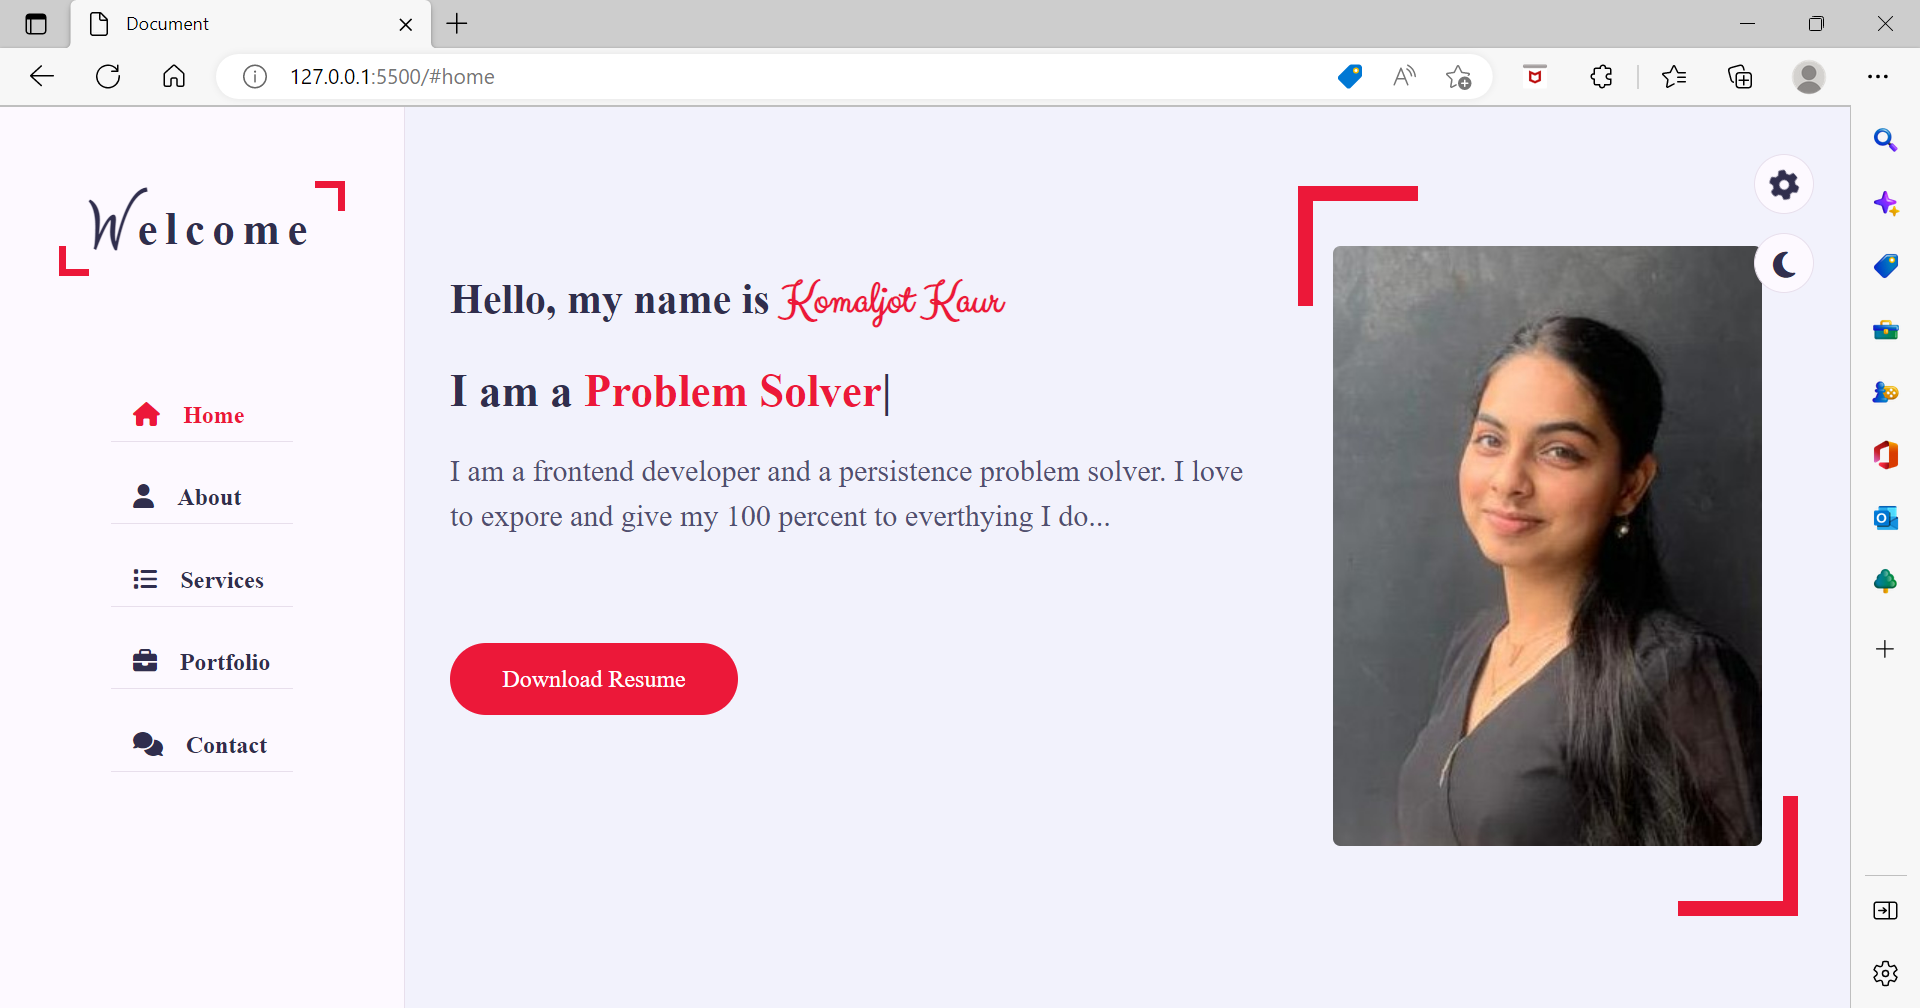 Document
127.0.0.1:5500/#home
Welcome
Home
About
Services
Portfolio
Contact
Hello, my name is Komaljot Kaur
I am a Problem Solver|
I am a frontend developer and a persistence problem solver. I love
to expore and give my 100 percent to everthying I do...
Download Resume